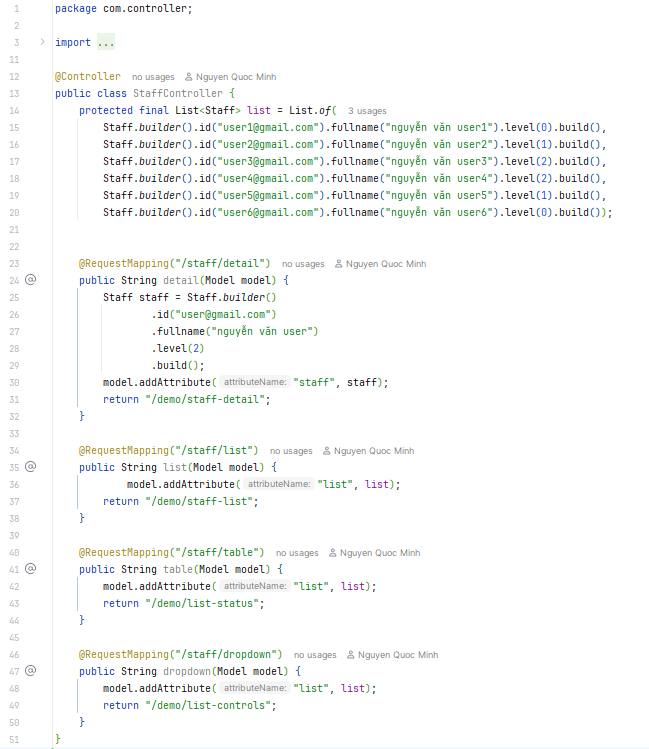 1 package com.controller;
2
3 import ...
11
12 @Controller no usages Nguyen Quoc Minh
13 public class StaffController {
14 protected final List<Staff> list = List.of( 3 usages
15 Staff.builder().id("user1@gmail.com").fullname("nguyễn văn user1").level(0).build(),
16 Staff.builder().id("user2@gmail.com").fullname("nguyễn văn user2").level(1).build(),
17 Staff.builder().id("user3@gmail.com").fullname("nguyễn văn user3").level(2).build(),
18 Staff.builder().id("user4@gmail.com").fullname("nguyễn văn user4").level(2).build(),
19 Staff.builder().id("user5@gmail.com").fullname("nguyễn văn user5").level(1).build(),
20 Staff.builder().id("user6@gmail.com").fullname("nguyễn văn user6").level(0).build());
21
22
23 @RequestMapping("/staff/detail") no usages Nguyen Quoc Minh
24 public String detail(Model model) {
25 Staff staff = Staff.builder()
26 .id("user@gmail.com")
27 .fullname("nguyễn văn user")
28 .level(2)
29 .build();
30 model.addAttribute( attributeName: "staff", staff);
31 return "/demo/staff-detail";
32 }
33
34 @RequestMapping("/staff/list") no usages Nguyen Quoc Minh
35 public String list(Model model) {
36 model.addAttribute( attributeName: "list", list);
37 return "/demo/staff-list";
38 }
39
40 @RequestMapping("/staff/table") no usages Nguyen Quoc Minh
41 public String table(Model model) {
42 model.addAttribute( attributeName: "list", list);
43 return "/demo/list-status";
44 }
45
46 @RequestMapping("/staff/dropdown") no usages Nguyen Quoc Minh
47 public String dropdown(Model model) {
48 model.addAttribute( attributeName: "list", list);
49 return "/demo/list-controls";
50 }
51 }